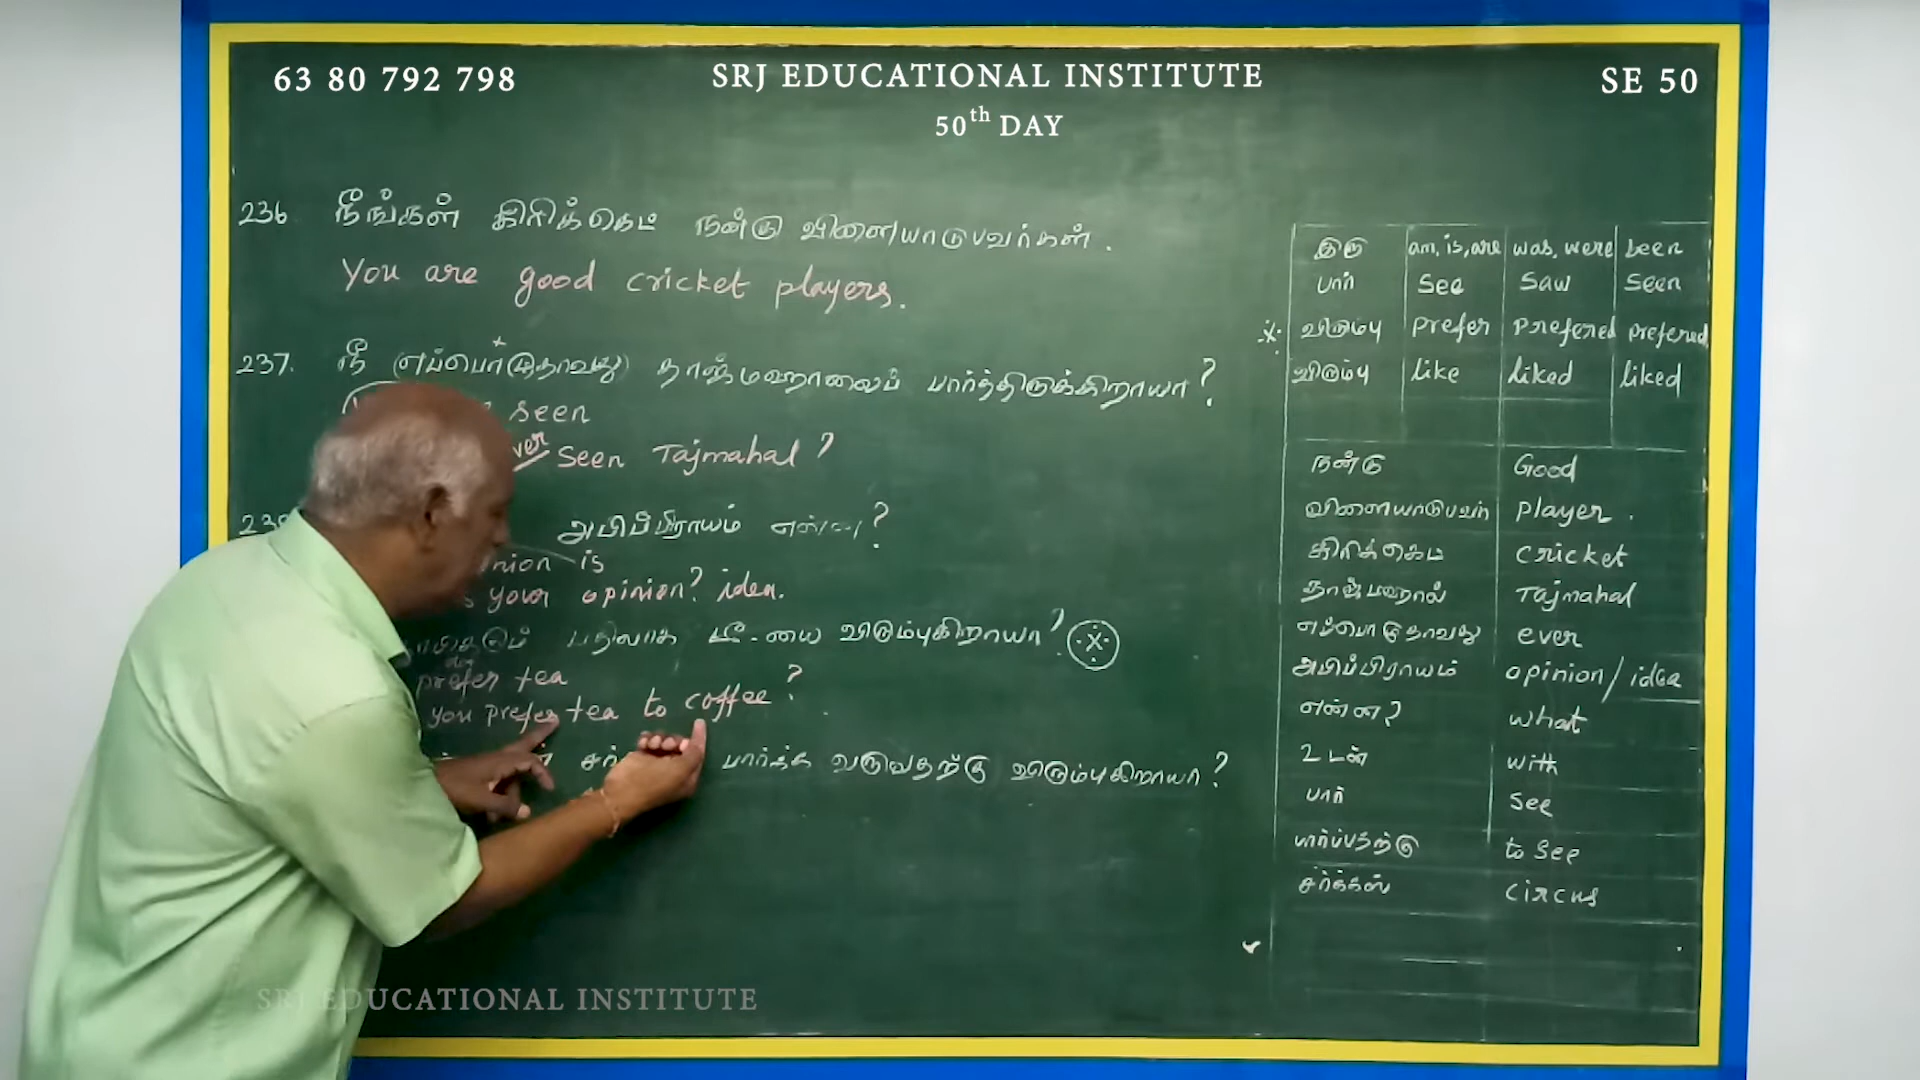 63 80 792 798
SRJ EDUCATIONAL INSTITUTE
SE 50
50th DAY
236 நீங்கள் கிரிக்கெட் நன்கு விளையாடுபவர்கள்.
You are good cricket players.
237. நீ (எப்பொழுதாவது) தாஜ்மஹாலைப் பார்த்திருக்கிறாயா?
seen
ver Seen Tajmahal?
அபிப்பிராயம் என்ன?
nion is
s your opinion? idea.
பதிலாக டீ-யை விரும்புகிறாயா?
prefer tea
you prefer tea to coffee?
பார்க்க வருவதற்கு விரும்புகிறாயா?
இரு am, is, are was, were been
பார் see saw seen
விரும்பு prefer prefered prefered
விரும்பு like liked liked
நன்கு Good
விளையாடுபவர் player.
கிரிக்கெட் cricket
தாஜ்மஹால் Tajmahal
எப்பொழுதாவது ever
அபிப்பிராயம் opinion/idea
என்ன? what
உடன் with
பார் see
பார்ப்பதற்கு to see
சர்க்கஸ் circus
SRJ EDUCATIONAL INSTITUTE